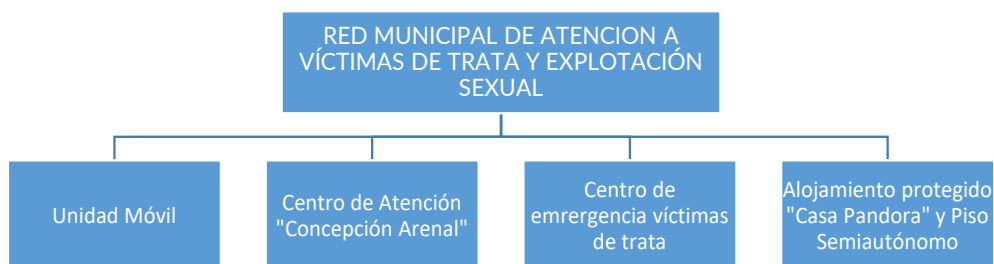 RED MUNICIPAL DE ATENCION A
VÍCTIMAS DE TRATA Y EXPLOTACIÓN
SEXUAL
Unidad Móvil
Centro de Atención
"Concepción Arenal"
Centro de
emrergencia víctimas
de trata
Alojamiento protegido
"Casa Pandora" y Piso
Semiautónomo